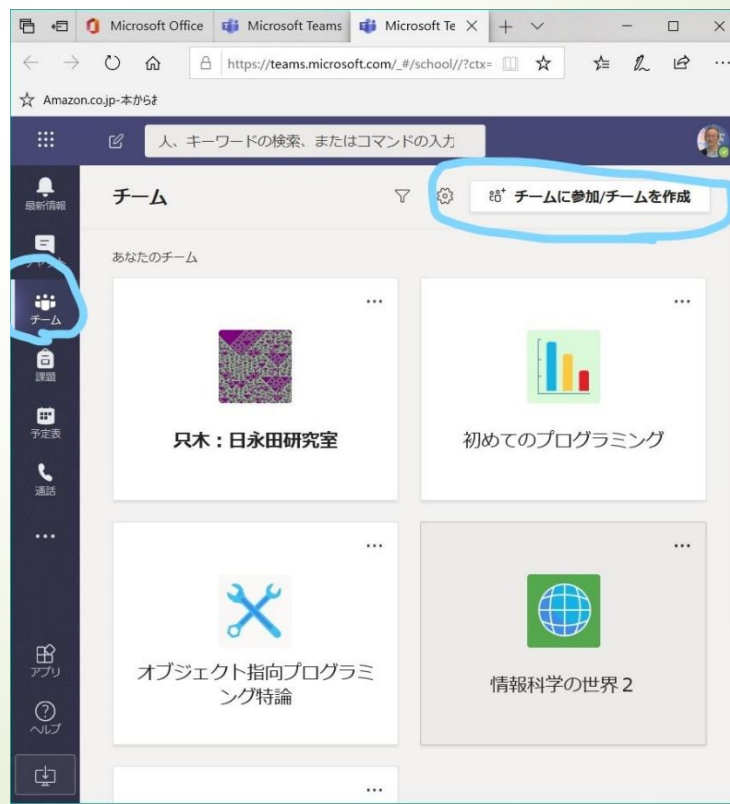 Microsoft Office
Microsoft Teams
Microsoft Te
https://teams.microsoft.com/_#/school//?ctx=
Amazon.co.jp-本から
人、キーワードの検索、またはコマンドの入力
最新情報
チーム
チームに参加/チームを作成
あなたのチーム
チーム
課題
予定表
通話
アプリ
ヘルプ
只木:日永田研究室
初めてのプログラミング
オブジェクト指向プログラミ
ング特論
情報科学の世界2